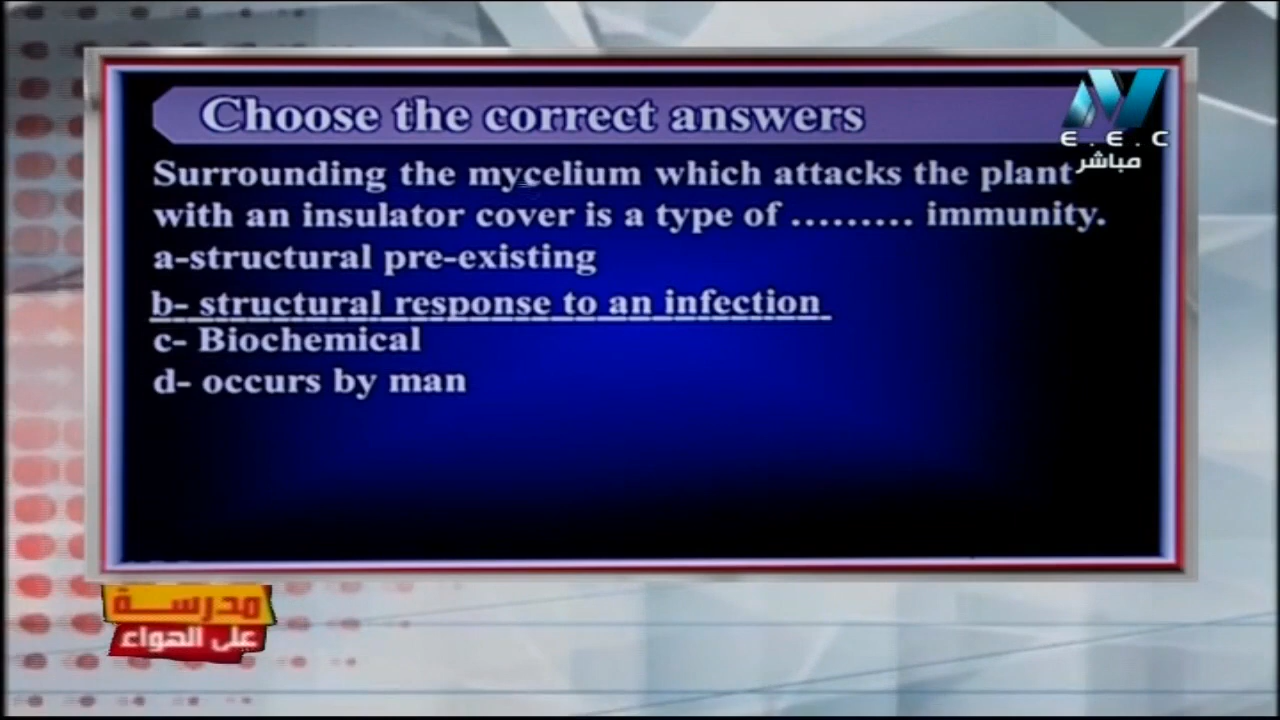 Choose the correct answers
E . E . C
مباشر
Surrounding the mycelium which attacks the plant
with an insulator cover is a type of ......... immunity.
a-structural pre-existing
b- structural response to an infection
c- Biochemical
d- occurs by man
مدرسة
على الهواء